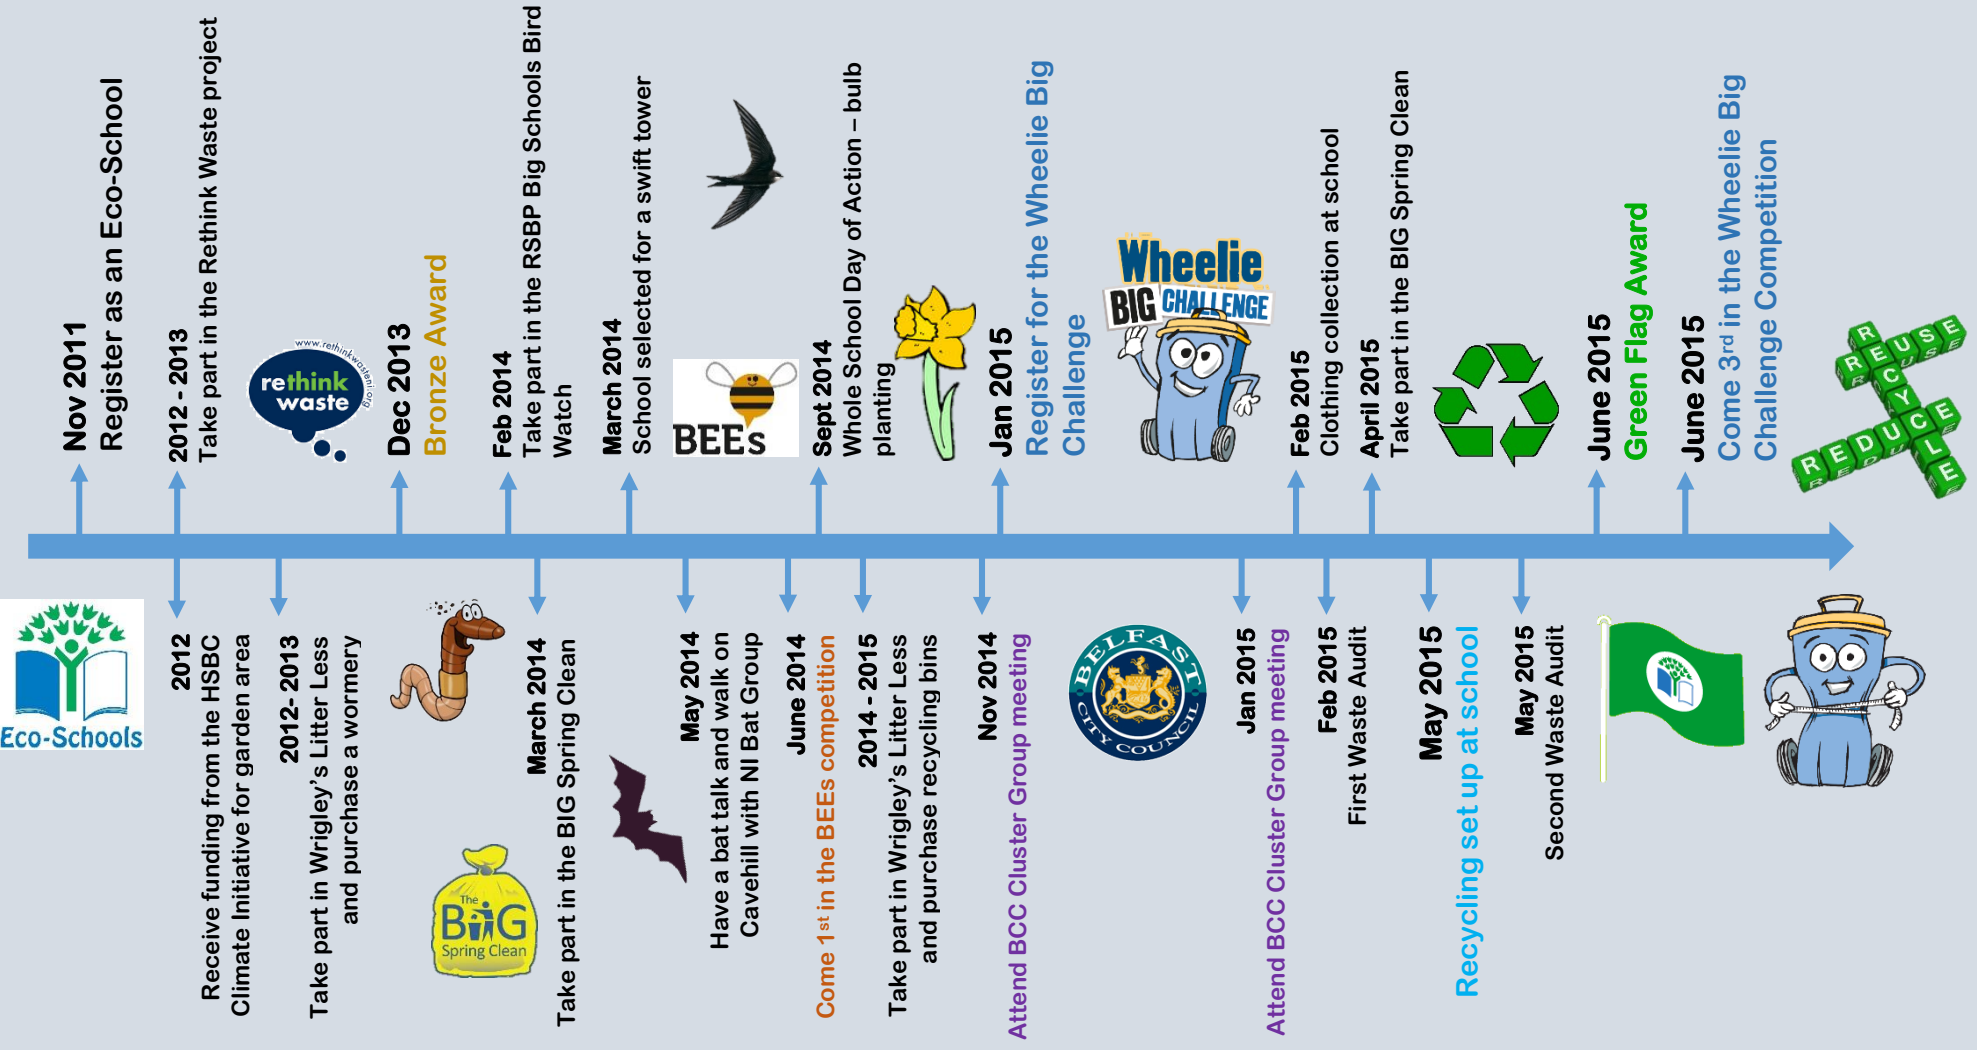 Nov 2011
Register as an Eco-School
2012 - 2013
Take part in the Rethink Waste project
www.rethinkwasteni.org
rethink
waste
Dec 2013
Bronze Award
Feb 2014
Take part in the RSBP Big Schools Bird
Watch
March 2014
School selected for a swift tower
BEEs
Sept 2014
Whole School Day of Action – bulb
planting
Jan 2015
Register for the Wheelie Big
Challenge
Wheelie
BIG CHALLENGE
Feb 2015
Clothing collection at school
April 2015
Take part in the BIG Spring Clean
June 2015
Green Flag Award
June 2015
Come 3rd in the Wheelie Big
Challenge Competition
REUSE
RECYCLE
REDUCE
Eco-Schools
2012
Receive funding from the HSBC
Climate Initiative for garden area
2012- 2013
Take part in Wrigley’s Litter Less
and purchase a wormery
The
BiiG
Spring Clean
March 2014
Take part in the BIG Spring Clean
May 2014
Have a bat talk and walk on
Cavehill with NI Bat Group
June 2014
Come 1st in the BEEs competition
2014 - 2015
Take part in Wrigley’s Litter Less
and purchase recycling bins
Nov 2014
Attend BCC Cluster Group meeting
BELFAST
CITY COUNCIL
Jan 2015
Attend BCC Cluster Group meeting
Feb 2015
First Waste Audit
May 2015
Recycling set up at school
May 2015
Second Waste Audit